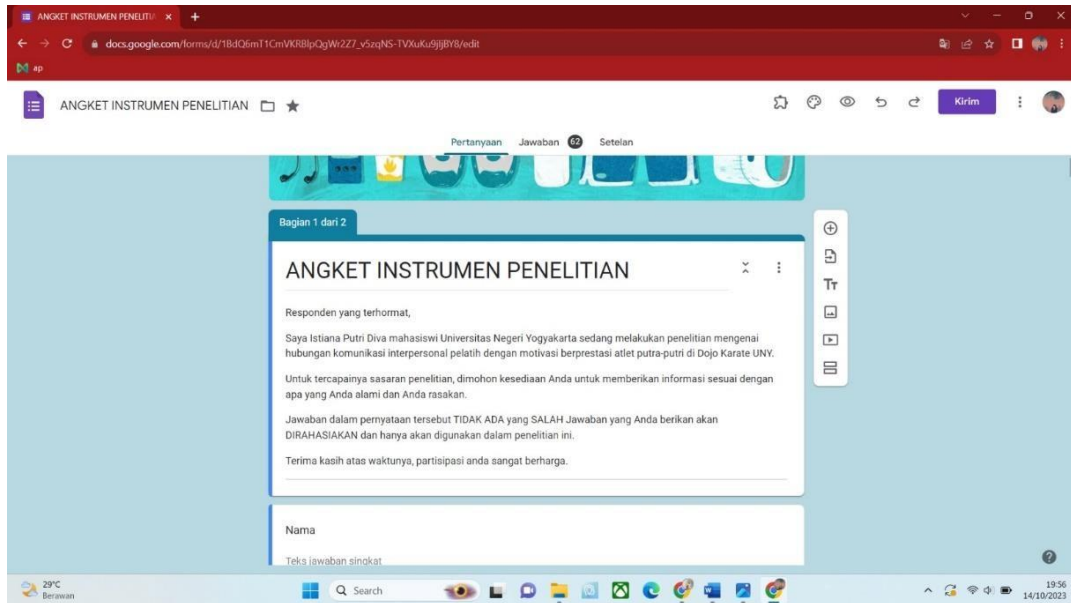 ANGKET INSTRUMEN PENELITIA
docs.google.com/forms/d/1BdQ6mT1CmVKRBlpQgWr2Z7_v5zqNS-TVXuKu9jljBY8/edit
ap
ANGKET INSTRUMEN PENELITIAN
Kirim
Pertanyaan Jawaban 62 Setelan
Bagian 1 dari 2
ANGKET INSTRUMEN PENELITIAN
Responden yang terhormat,
Saya Istiana Putri Diva mahasiswi Universitas Negeri Yogyakarta sedang melakukan penelitian mengenai
hubungan komunikasi interpersonal pelatih dengan motivasi berprestasi atlet putra-putri di Dojo Karate UNY.
Untuk tercapainya sasaran penelitian, dimohon kesediaan Anda untuk memberikan informasi sesuai dengan
apa yang Anda alami dan Anda rasakan.
Jawaban dalam pernyataan tersebut TIDAK ADA yang SALAH Jawaban yang Anda berikan akan
DIRAHASIAKAN dan hanya akan digunakan dalam penelitian ini.
Terima kasih atas waktunya, partisipasi anda sangat berharga.
Tт
Nama
Teks jawaban singkat
29°C
Berawan
Search
19:56
14/10/2023